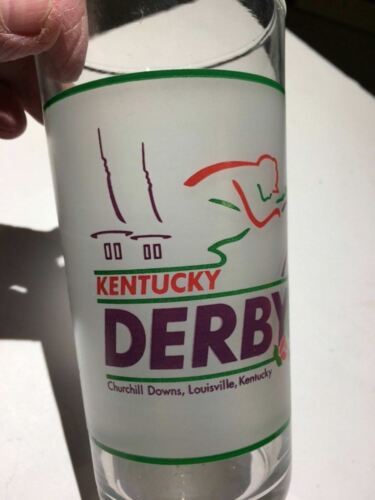 KENTUCKY
DERBY
Churchill Downs, Louisville, Kentucky